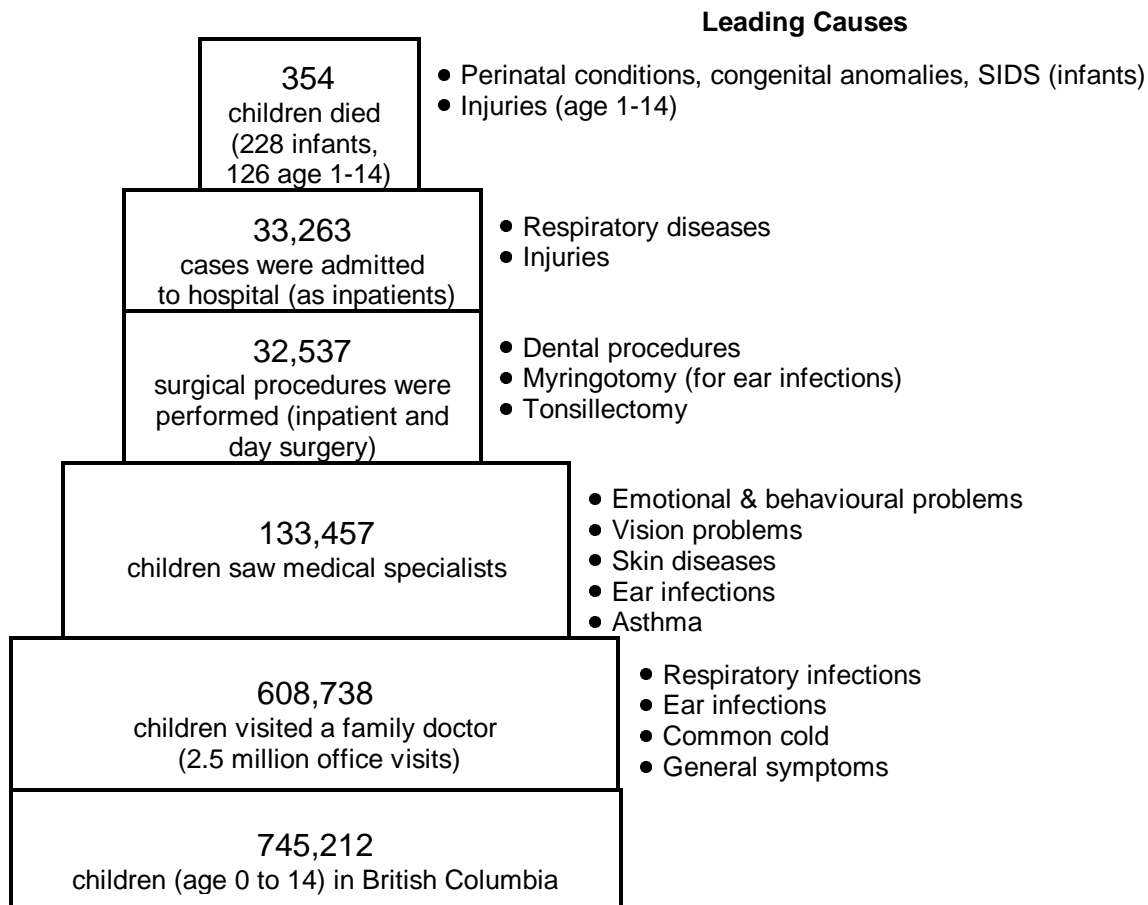 Leading Causes
354
children died
(228 infants,
126 age 1-14)
• Perinatal conditions, congenital anomalies, SIDS (infants)
• Injuries (age 1-14)
33,263
cases were admitted
to hospital (as inpatients)
• Respiratory diseases
• Injuries
32,537
surgical procedures were
performed (inpatient and
day surgery)
• Dental procedures
• Myringotomy (for ear infections)
• Tonsillectomy
133,457
children saw medical specialists
• Emotional & behavioural problems
• Vision problems
• Skin diseases
• Ear infections
• Asthma
608,738
children visited a family doctor
(2.5 million office visits)
• Respiratory infections
• Ear infections
• Common cold
• General symptoms
745,212
children (age 0 to 14) in British Columbia